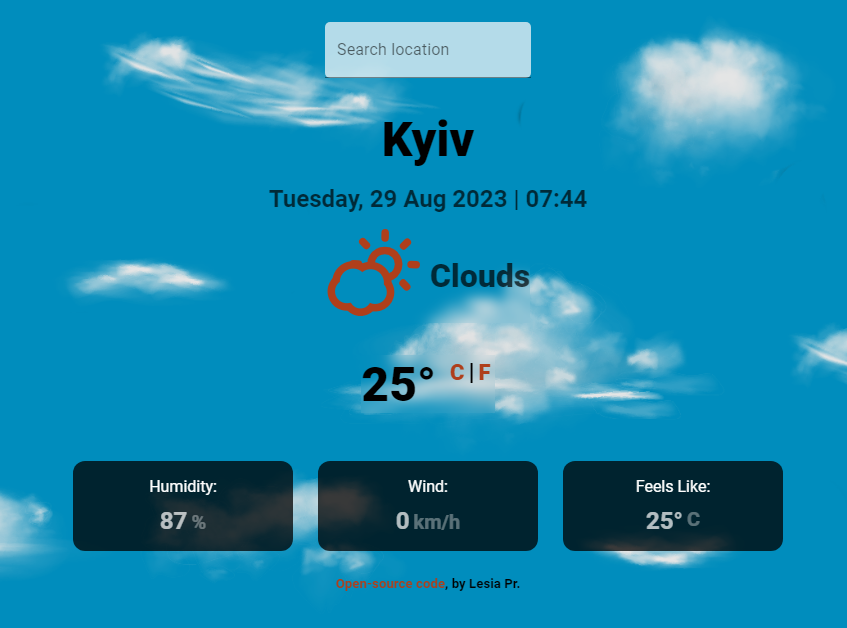 Search location
Kyiv
Tuesday, 29 Aug 2023 | 07:44
Clouds
25° C | F
Humidity:
87 %
Wind:
0 km/h
Feels Like:
25° C
Open-source code, by Lesia Pr.